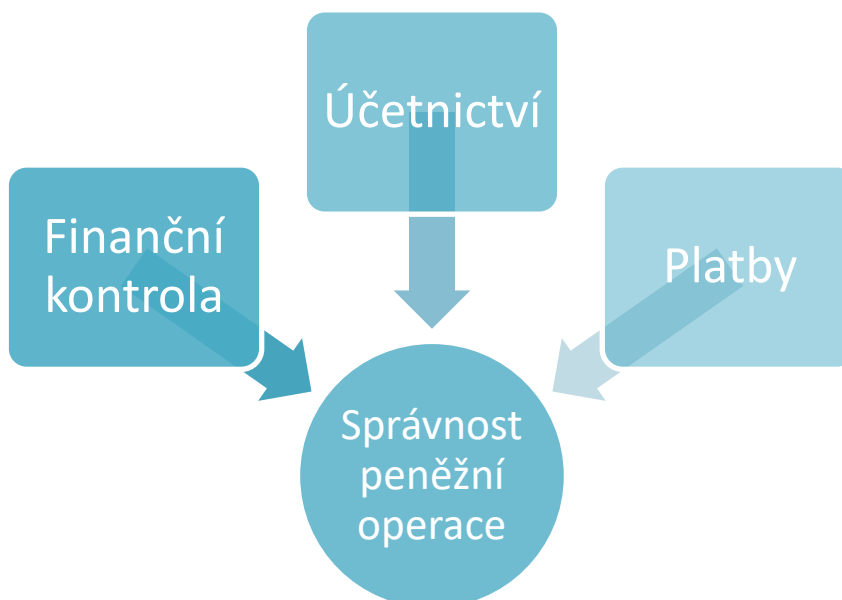 Účetnictví
Finanční
kontrola
Platby
Správnost
peněžní
operace